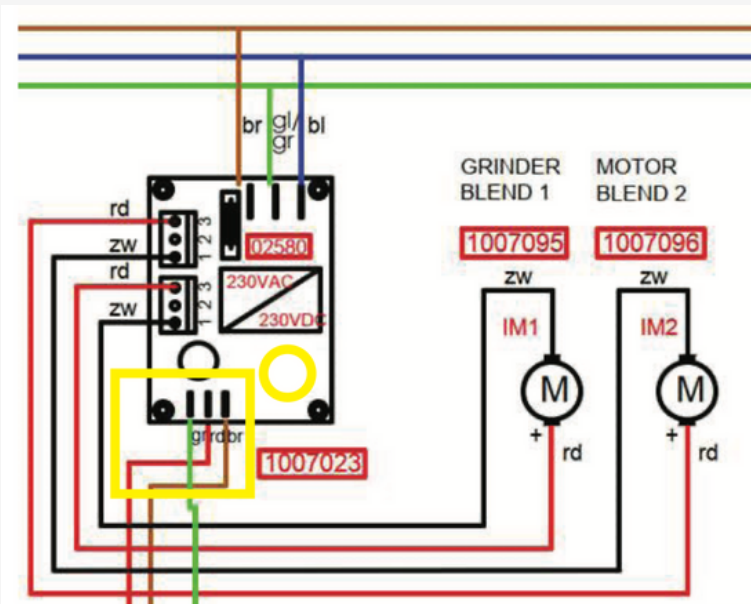 br
gl/
gr
bl
GRINDER
BLEND 1
MOTOR
BLEND 2
rd
3
2
1
zw
02580
1007095
1007096
rd
3
2
1
zw
230VAC
230VDC
zw
zw
IM1
IM2
M
M
gr
rd
br
+
rd
+
rd
1007023